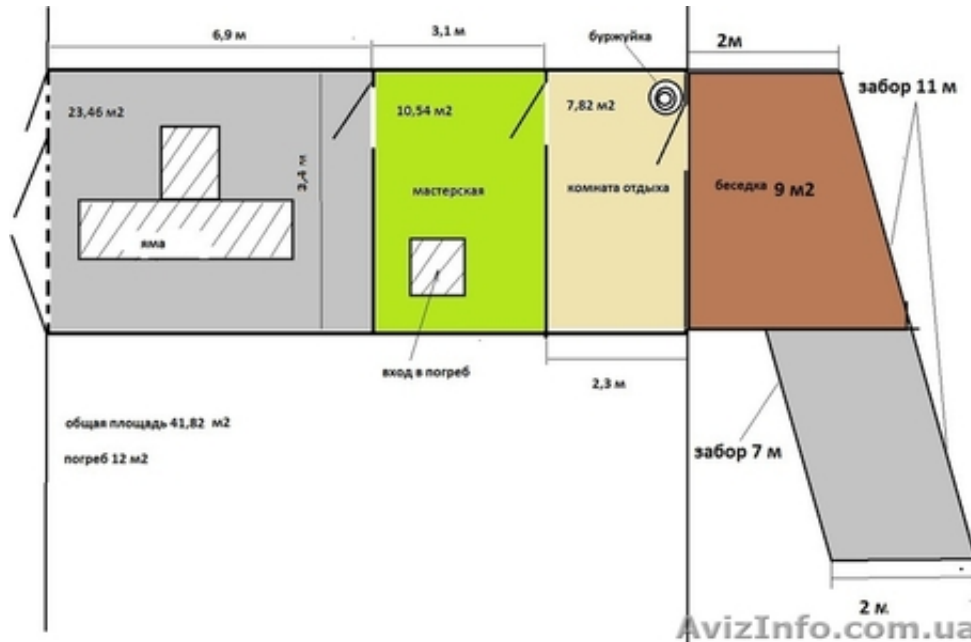 6,9 м
3,1 м
буржуйка
2м
забор 11 м
23,46 м2
10,54 м2
7,82 м2
3,4 м
мастерская
комната отдыха
беседка 9 м2
яма
вход в погреб
2,3 м
общая площадь 41,82 м2
погреб 12 м2
забор 7 м
2 м.
AvizInfo.com.ua